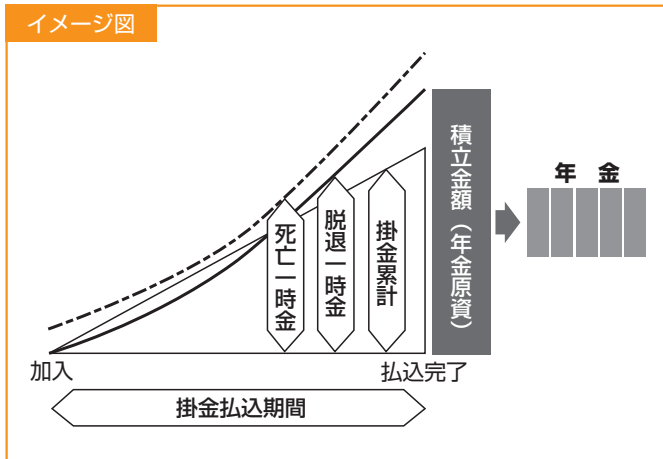 イメージ図
死亡一時金
脱退一時金
掛金累計
積立金額（年金原資）
年 金
加入
払込完了
掛金払込期間